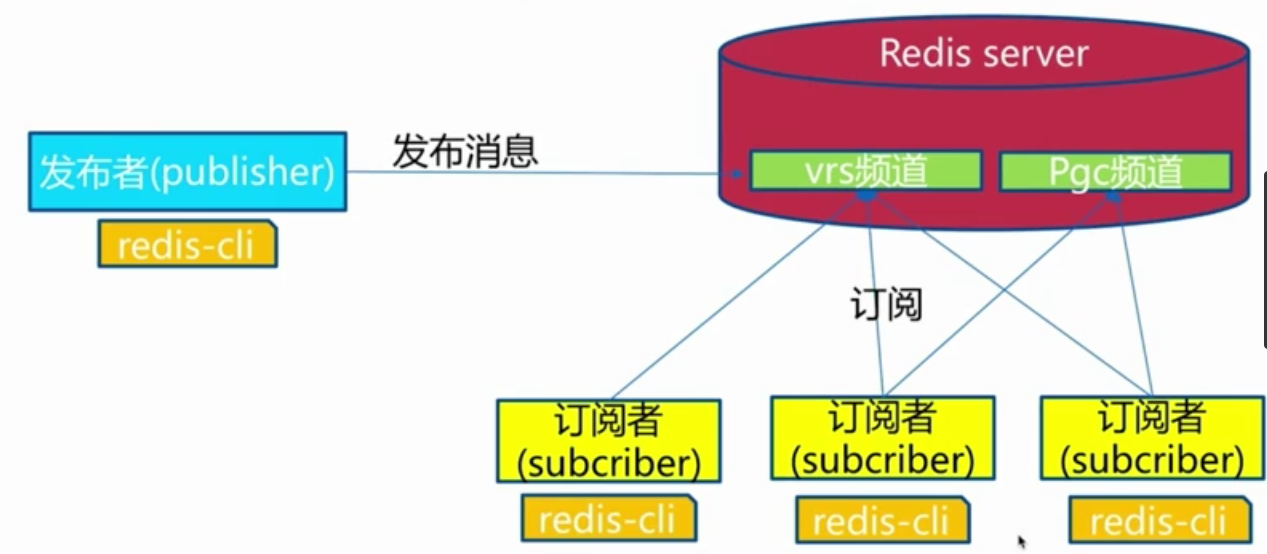 Redis server
发布消息
发布者(publisher)
vrs频道
Pgc频道
redis-cli
订阅
订阅者
(subcriber)
订阅者
(subcriber)
订阅者
(subcriber)
redis-cli
redis-cli
redis-cli